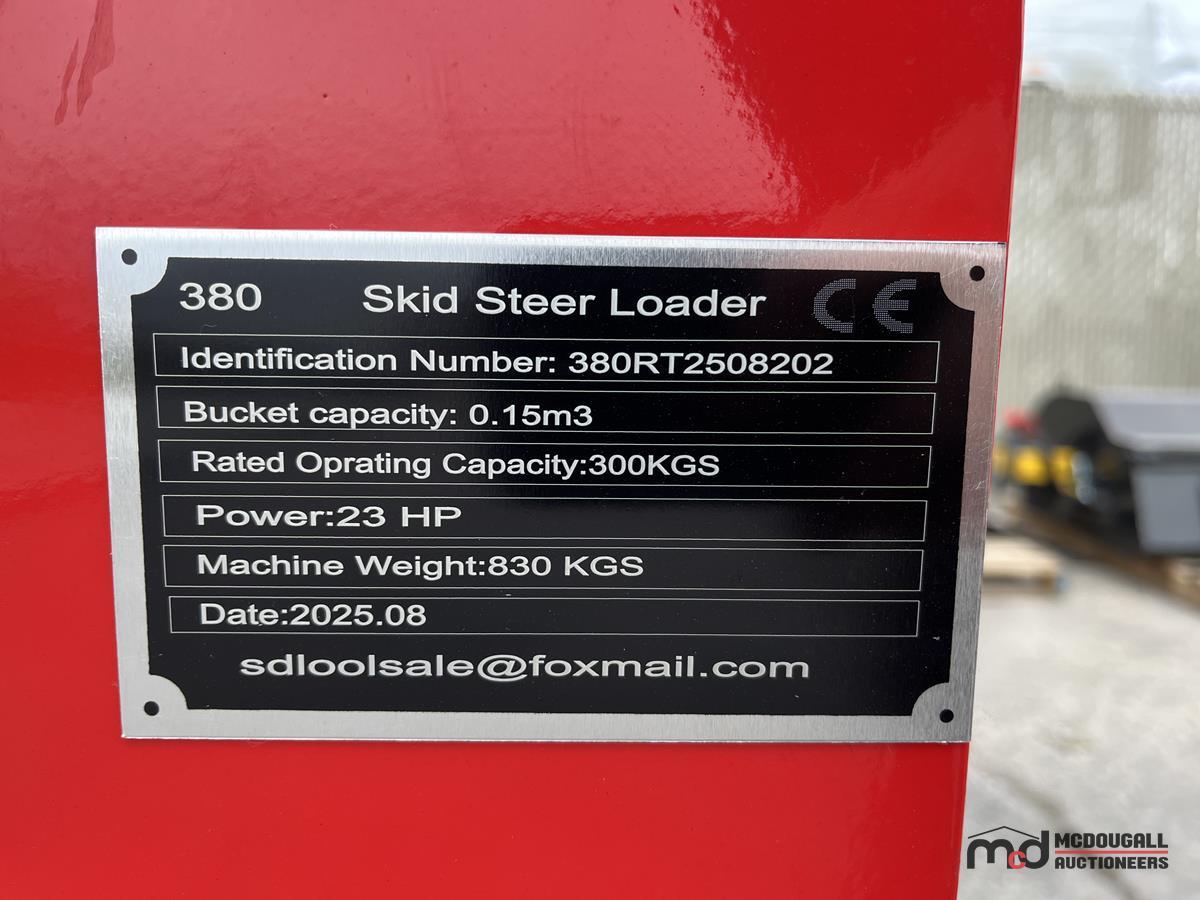 380 Skid Steer Loader CE
Identification Number: 380RT2508202
Bucket capacity: 0.15m3
Rated Oprating Capacity:300KGS
Power:23 HP
Machine Weight:830 KGS
Date:2025.08
sdloolsale@foxmail.com
mcd MCDOUGALL
AUCTIONEERS